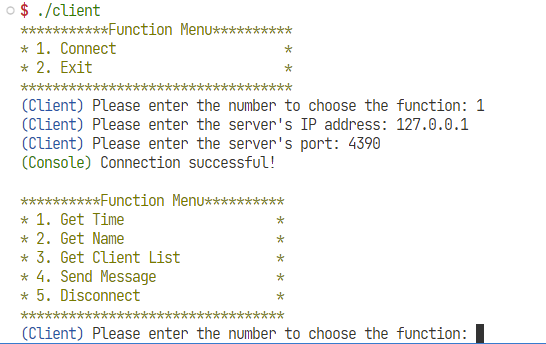 $ ./client
***********Function Menu**********
* 1. Connect                     *
* 2. Exit                        *
**********************************
(Client) Please enter the number to choose the function: 1
(Client) Please enter the server's IP address: 127.0.0.1
(Client) Please enter the server's port: 4390
(Console) Connection successful!
**********Function Menu**********
* 1. Get Time                   *
* 2. Get Name                   *
* 3. Get Client List            *
* 4. Send Message               *
* 5. Disconnect                 *
*********************************
(Client) Please enter the number to choose the function: